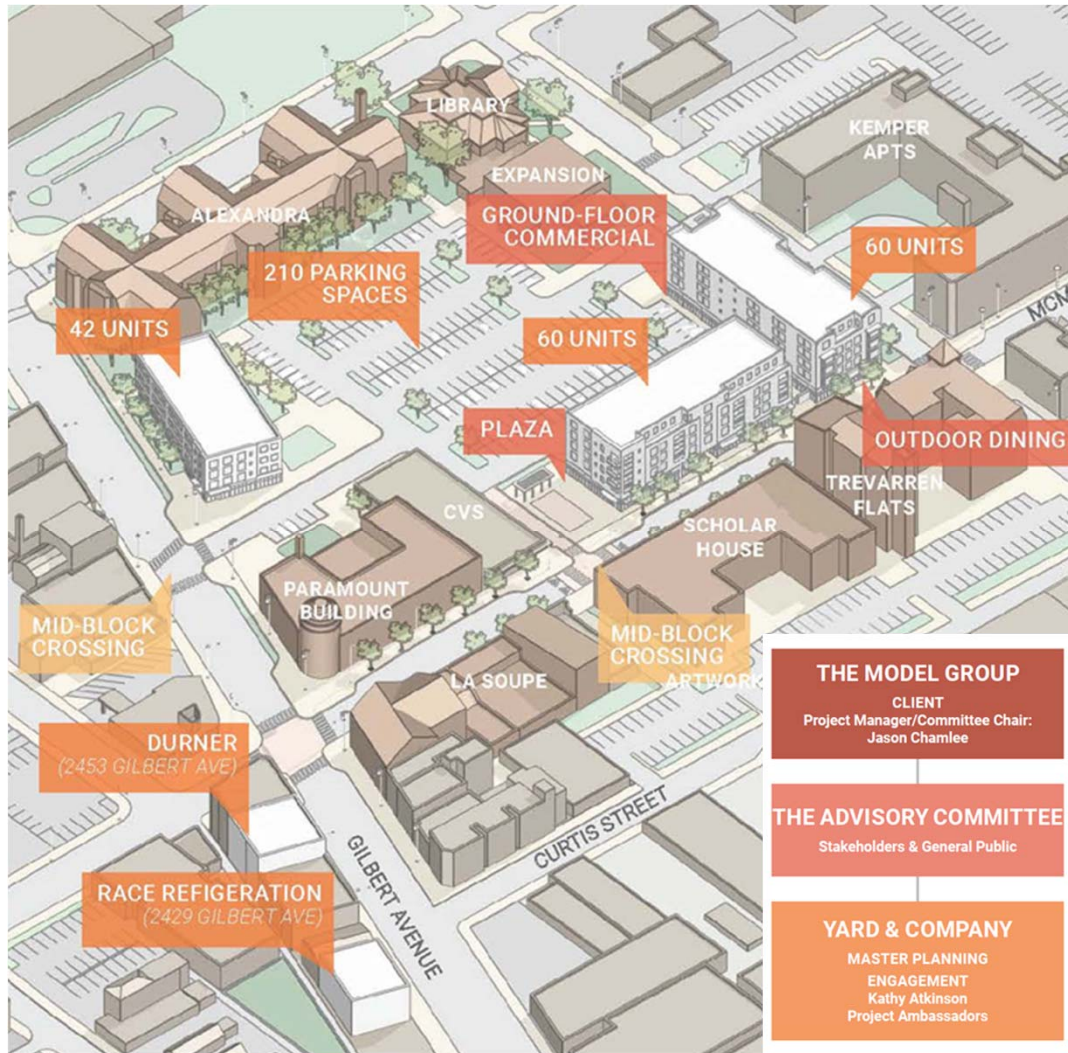 LIBRARY
KEMPER
APTS
EXPANSION
ALEXANDRA
GROUND-FLOOR
COMMERCIAL
60 UNITS
210 PARKING
SPACES
42 UNITS
60 UNITS
MCM
PLAZA
OUTDOOR DINING
TREVARREN
FLATS
CVS
SCHOLAR
HOUSE
PARAMOUNT
BUILDING
MID-BLOCK
CROSSING
MID-BLOCK
CROSSING
ARTWORK
LA SOUPE
DURNER
(2453 GILBERT AVE)
CURTIS STREET
GILBERT AVENUE
RACE REFIGERATION
(2429 GILBERT AVE)
THE MODEL GROUP
CLIENT
Project Manager/Committee Chair:
Jason Chamlee
THE ADVISORY COMMITTEE
Stakeholders & General Public
YARD & COMPANY
MASTER PLANNING
ENGAGEMENT
Kathy Atkinson
Project Ambassadors